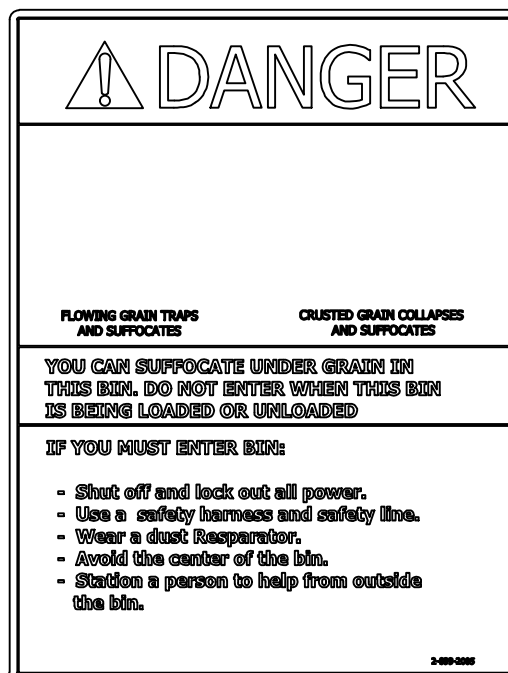 DANGER
FLOWING GRAIN TRAPS
AND SUFFOCATES
CRUSTED GRAIN COLLAPSES
AND SUFFOCATES
YOU CAN SUFFOCATE UNDER GRAIN IN
THIS BIN. DO NOT ENTER WHEN THIS BIN
IS BEING LOADED OR UNLOADED
IF YOU MUST ENTER BIN:
- Shut off and lock out all power.
- Use a safety harness and safety line.
- Wear a dust Resparator.
- Avoid the center of the bin.
- Station a person to help from outside
the bin.